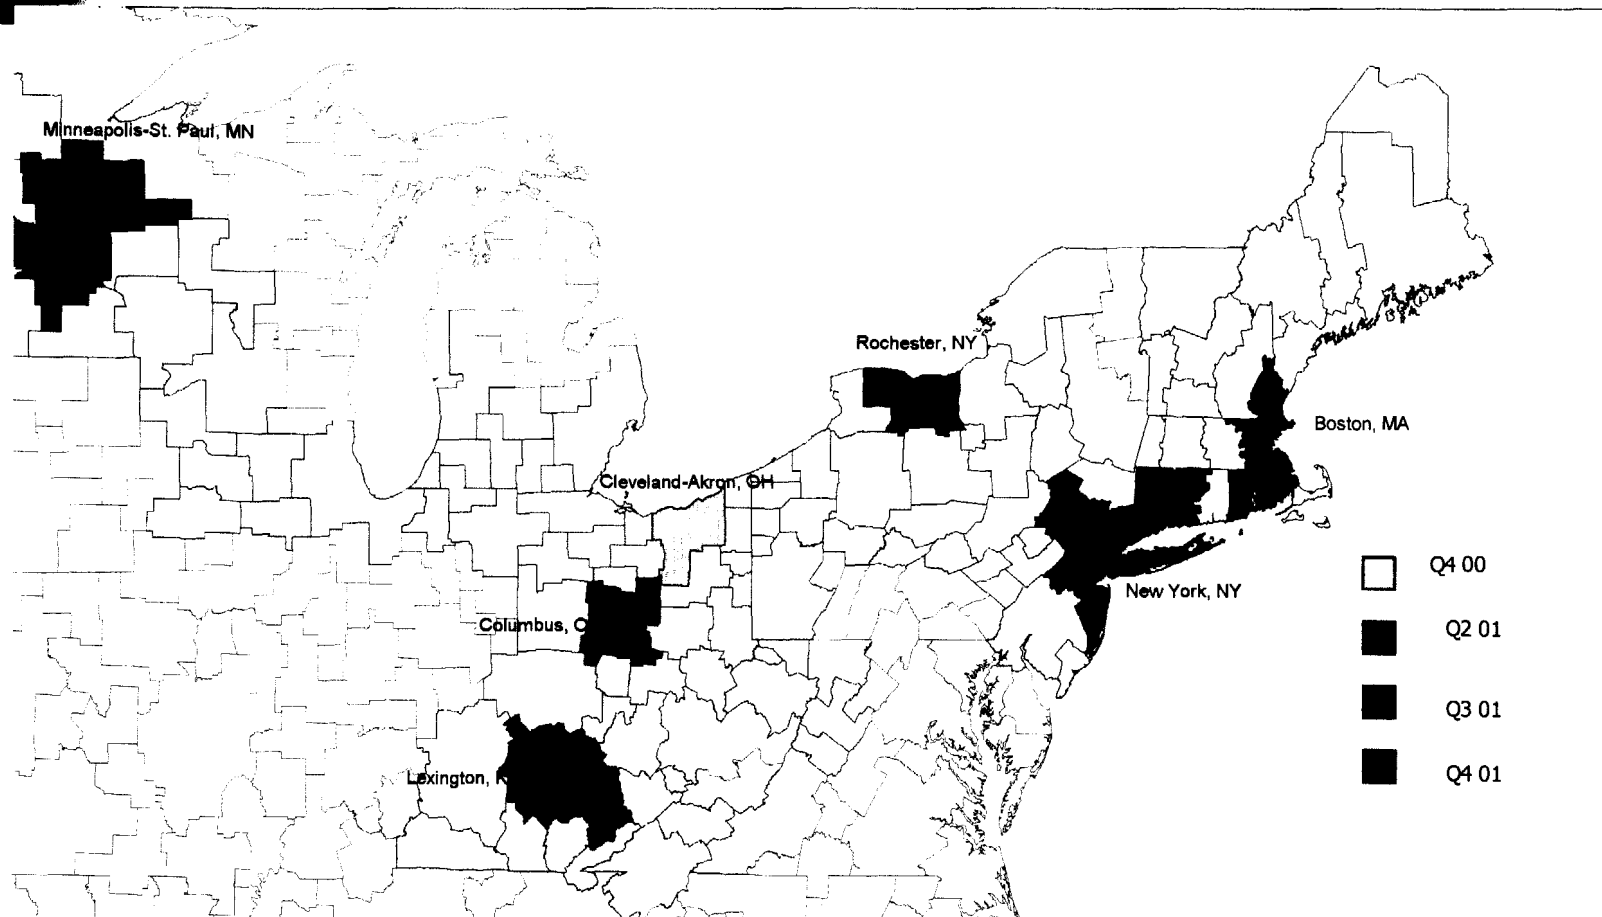 Minneapolis-St. Paul, MN
Rochester, NY
Boston, MA
Cleveland-Akron, OH
New York, NY
Columbus, O
Lexington, K
Q4 00
Q2 01
Q3 01
Q4 01